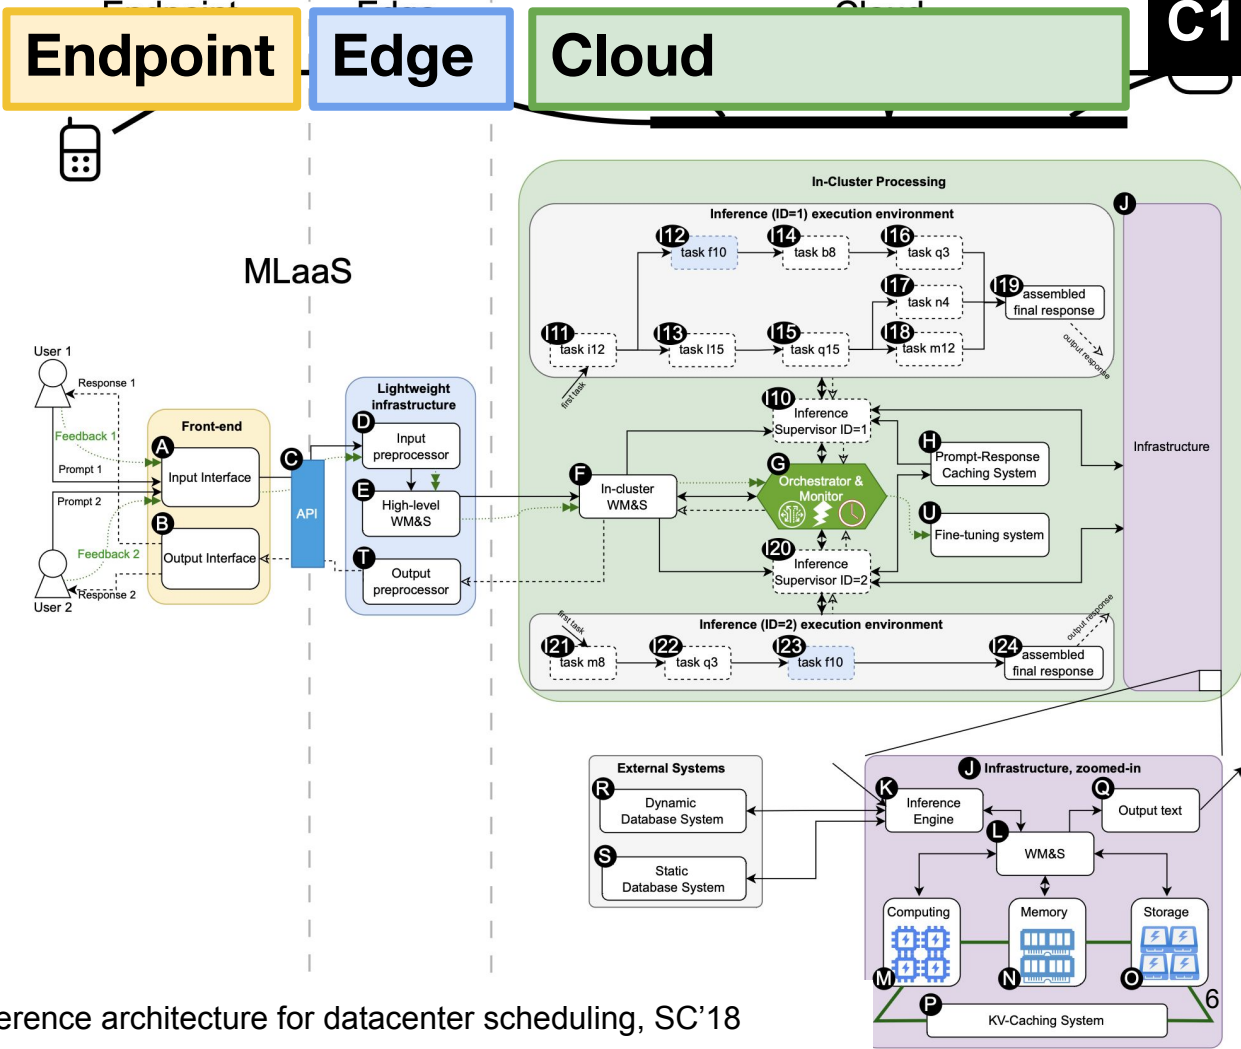 Endpoint
Edge
Cloud
C1
Endpoint
Edge
Cloud
MLaaS
In-Cluster Processing
Inference (ID=1) execution environment
J
I12
task f10
I14
task b8
I16
task q3
I17
task n4
I19
assembled
final response
I11
task i12
I13
task l15
I15
task q15
I18
task m12
first task
output response
User 1
Response 1
Feedback 1
Prompt 1
Prompt 2
Feedback 2
Response 2
User 2
Front-end
A
Input Interface
B
Output Interface
C
API
Lightweight
infrastructure
D
Input
preprocessor
E
High-level
WM&S
T
Output
preprocessor
F
In-cluster
WM&S
I10
Inference
Supervisor ID=1
G
Orchestrator &
Monitor
H
Prompt-Response
Caching System
U
Fine-tuning system
I20
Inference
Supervisor ID=2
Infrastructure
Inference (ID=2) execution environment
first task
I21
task m8
I22
task q3
I23
task f10
I24
assembled
final response
output response
External Systems
R
Dynamic
Database System
S
Static
Database System
J Infrastructure, zoomed-in
K
Inference
Engine
Q
Output text
L
WM&S
Computing
M
Memory
N
Storage
O
P
KV-Caching System
6
erence architecture for datacenter scheduling, SC'18